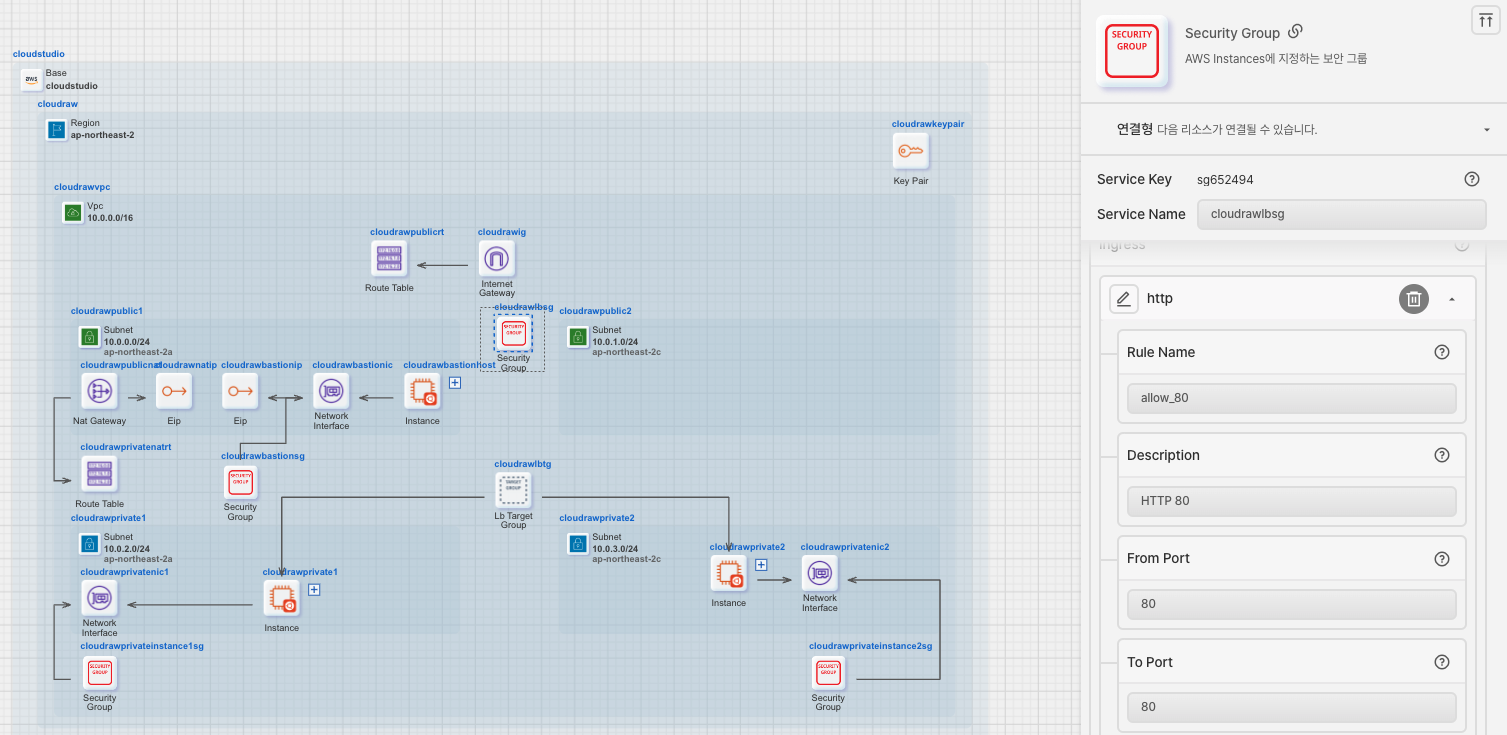 cloudstudio
aws
Base
cloudstudio
cloudraw
Region
ap-northeast-2
cloudrawkeypair
Key Pair
cloudrawvpc
Vpc
10.0.0.0/16
cloudrawpublicrt
Route Table
cloudrawig
Internet
Gateway
cloudrawlbsg
SECURITY
GROUP
Security
Group
cloudrawpublic1
Subnet
10.0.0.0/24
ap-northeast-2a
cloudrawpublic2
Subnet
10.0.1.0/24
ap-northeast-2c
Nat Gateway
Eip
cloudrawbastionip
Eip
cloudrawbastionic
Network
Interface
cloudrawbastionhost
Instance
cloudrawprivatenatrt
Route Table
cloudrawbastionsg
SECURITY
GROUP
Security
Group
cloudrawlbtg
TARGET
GROUP
Lb Target
Group
cloudrawprivate1
Subnet
10.0.2.0/24
ap-northeast-2a
cloudrawprivate2
Subnet
10.0.3.0/24
ap-northeast-2c
cloudrawprivatenic1
Network
Interface
cloudrawprivate1
Instance
cloudrawprivate2
Instance
cloudrawprivatenic2
Network
Interface
cloudrawprivateinstance1sg
SECURITY
GROUP
Security
Group
cloudrawprivateinstance2sg
SECURITY
GROUP
Security
Group
SECURITY
GROUP
Security Group
AWS Instances에 지정하는 보안 그룹
연결형 다음 리소스가 연결될 수 있습니다.
Service Key sg652494
Service Name cloudrawlbsg
Ingress
http
Rule Name
allow_80
Description
HTTP 80
From Port
80
To Port
80